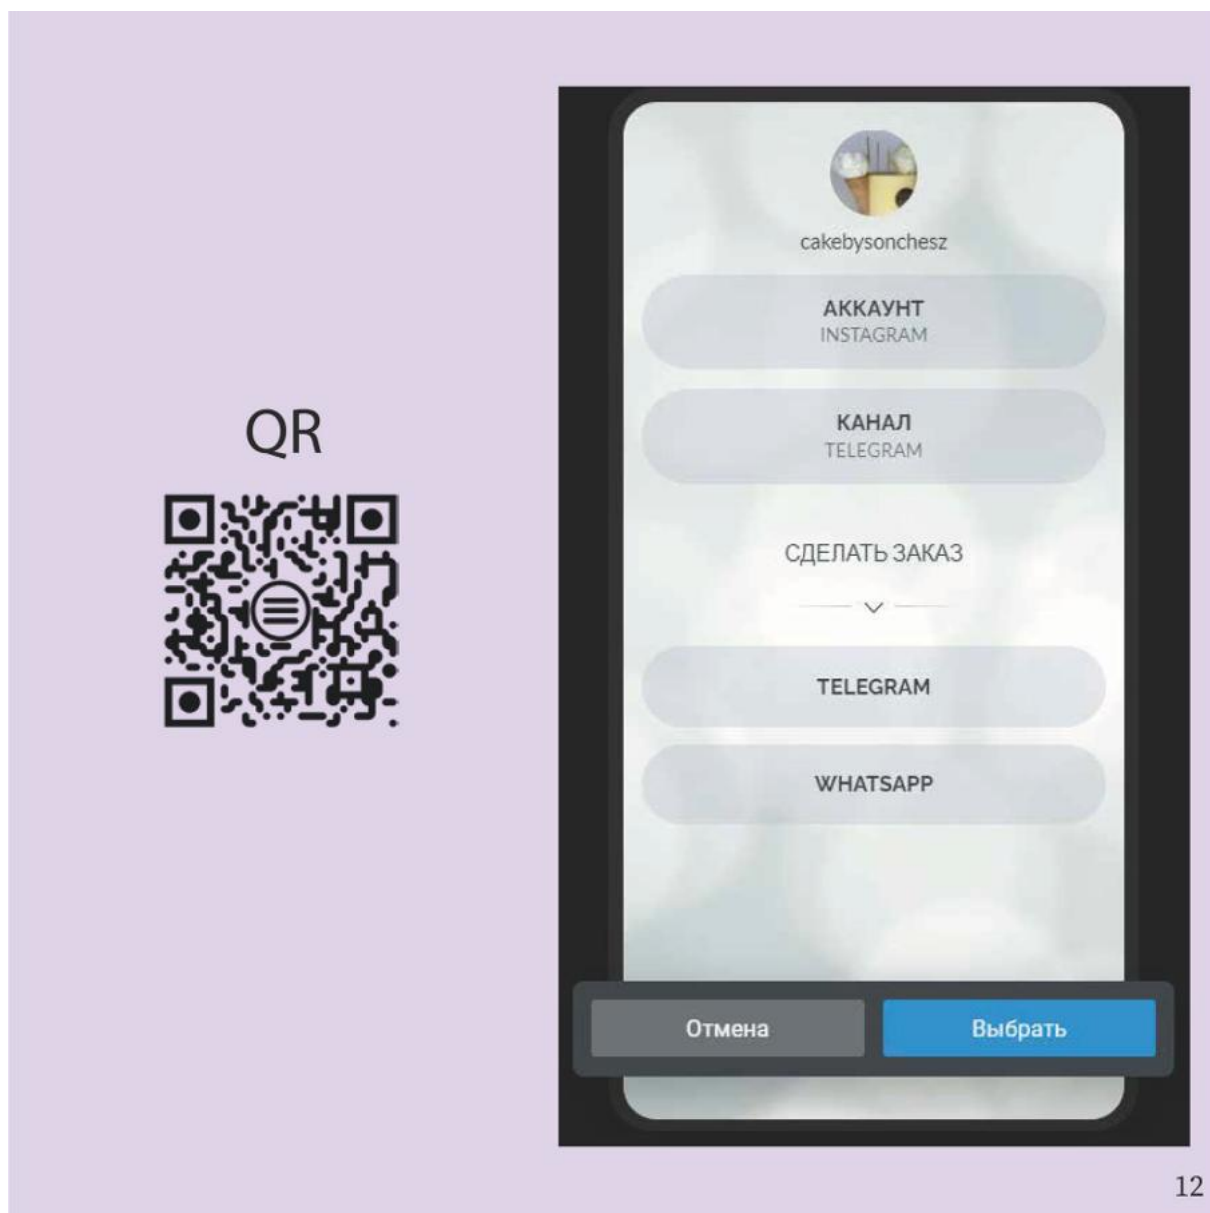 QR
cakebysonchesz
АККАУНТ
INSTAGRAM
КАНАЛ
TELEGRAM
СДЕЛАТЬ ЗАКАЗ
TELEGRAM
WHATSAPP
Отмена
Выбрать
12